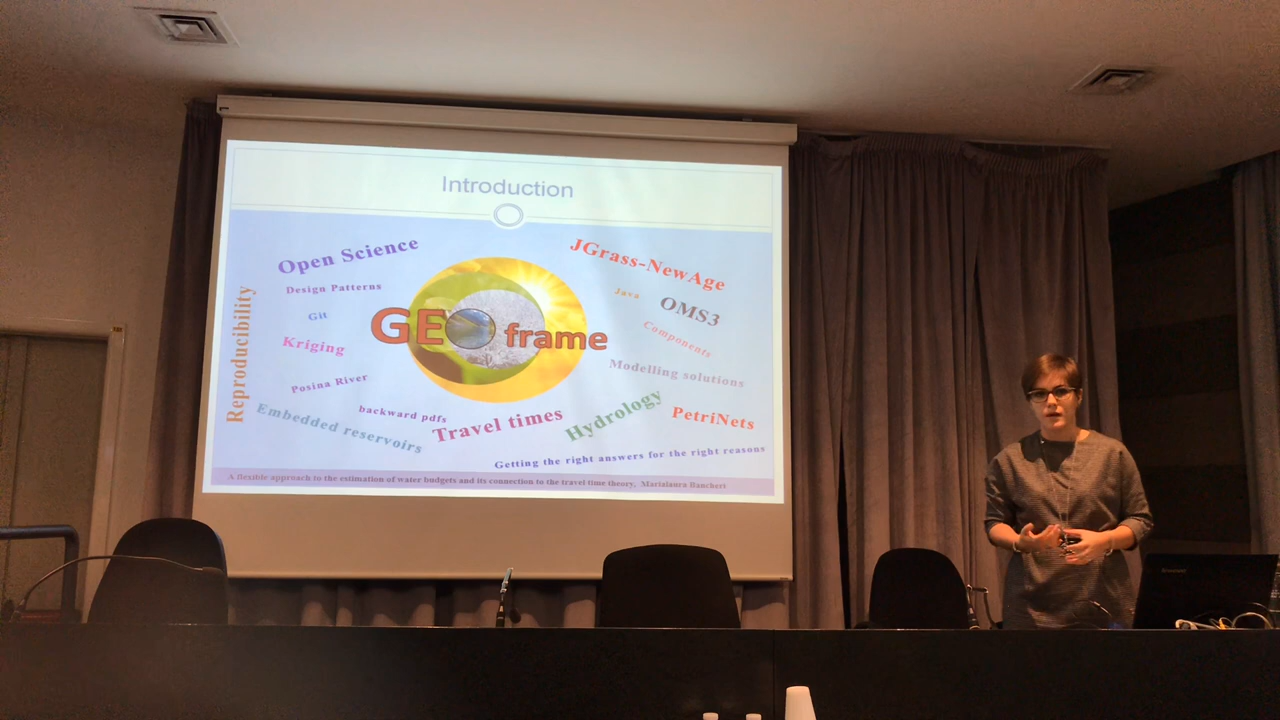 Introduction
Open Science
JGrass-NewAge
Design Patterns
Java
OMS3
Git
GEO frame
Components
Reproducibility
Kriging
Modelling solutions
Posina River
Embedded reservoirs
backward pdfs
Travel times
Hydrology
PetriNets
Getting the right answers for the right reasons
A flexible approach to the estimation of water budgets and its connection to the travel time theory, Marialaura Bancheri
lenovo